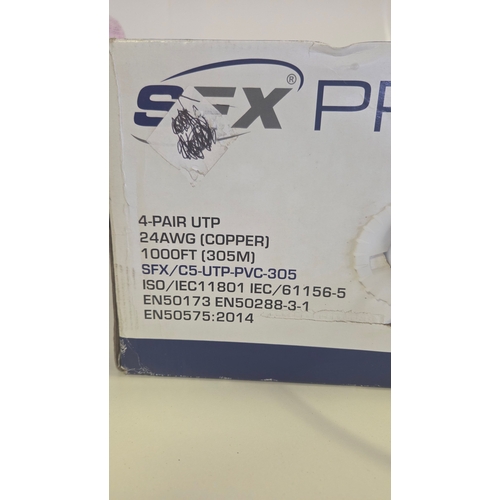 SFX® PR
4-PAIR UTP
24AWG (COPPER)
1000FT (305M)
SFX/C5-UTP-PVC-305
ISO/IEC11801 IEC/61156-5
EN50173 EN50288-3-1
EN50575:2014